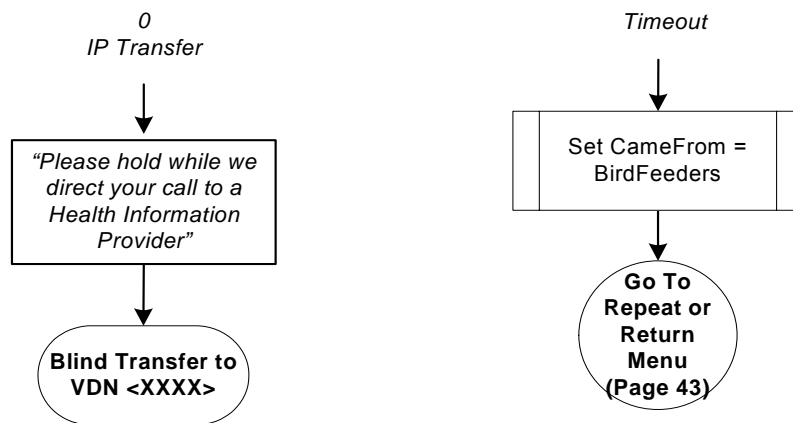 0
IP Transfer
“Please hold while we
direct your call to a
Health Information
Provider”
Blind Transfer to
VDN <XXXX>
Timeout
Set CameFrom =
BirdFeeders
Go To
Repeat or
Return
Menu
(Page 43)